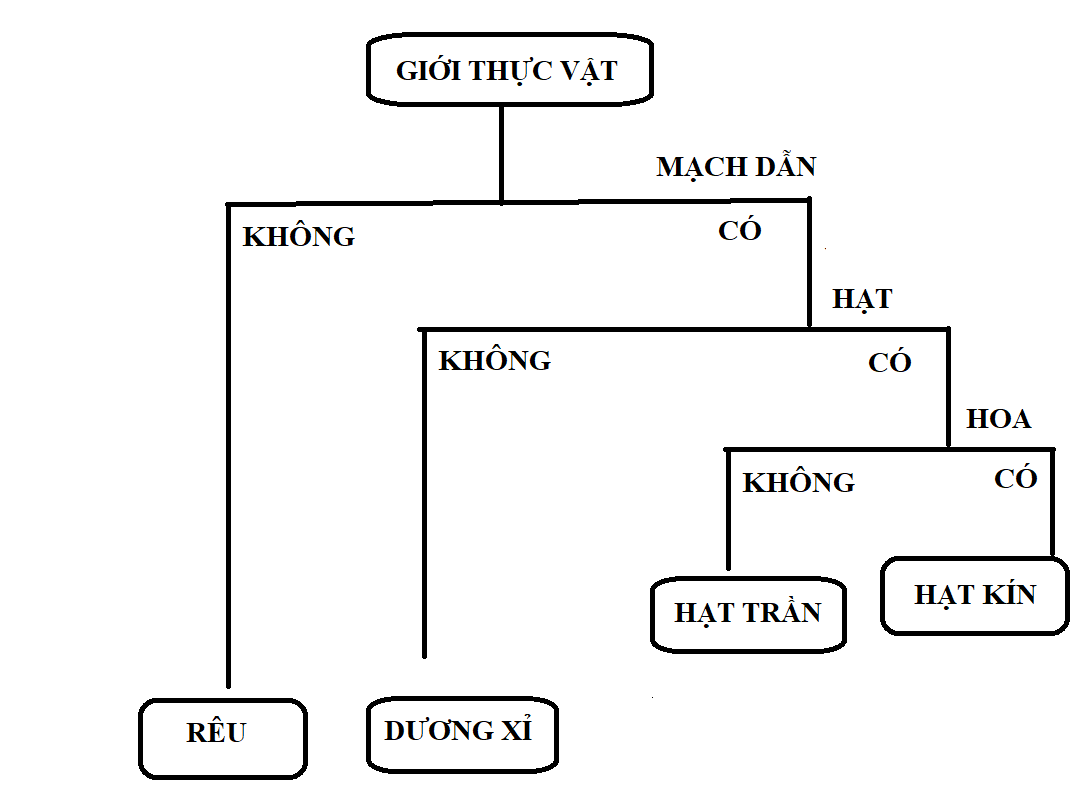 GIỚI THỰC VẬT
MẠCH DẪN
KHÔNG
CÓ
HẠT
KHÔNG
CÓ
HOA
KHÔNG
CÓ
HẠT TRẦN
HẠT KÍN
RÊU
DƯƠNG XỈ